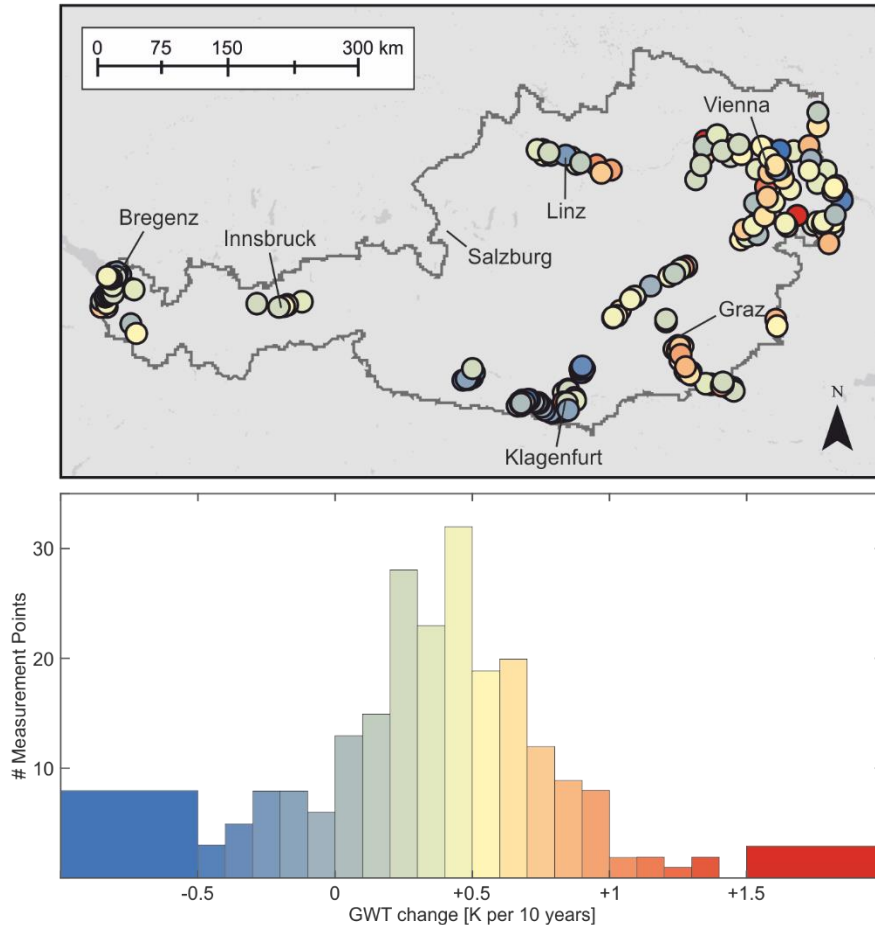 0 75 150 300 km
Vienna
Linz
Bregenz
Innsbruck
Salzburg
Graz
N
Klagenfurt
30
20
10
# Measurement Points
-0.5 0 +0.5 +1 +1.5
GWT change [K per 10 years]